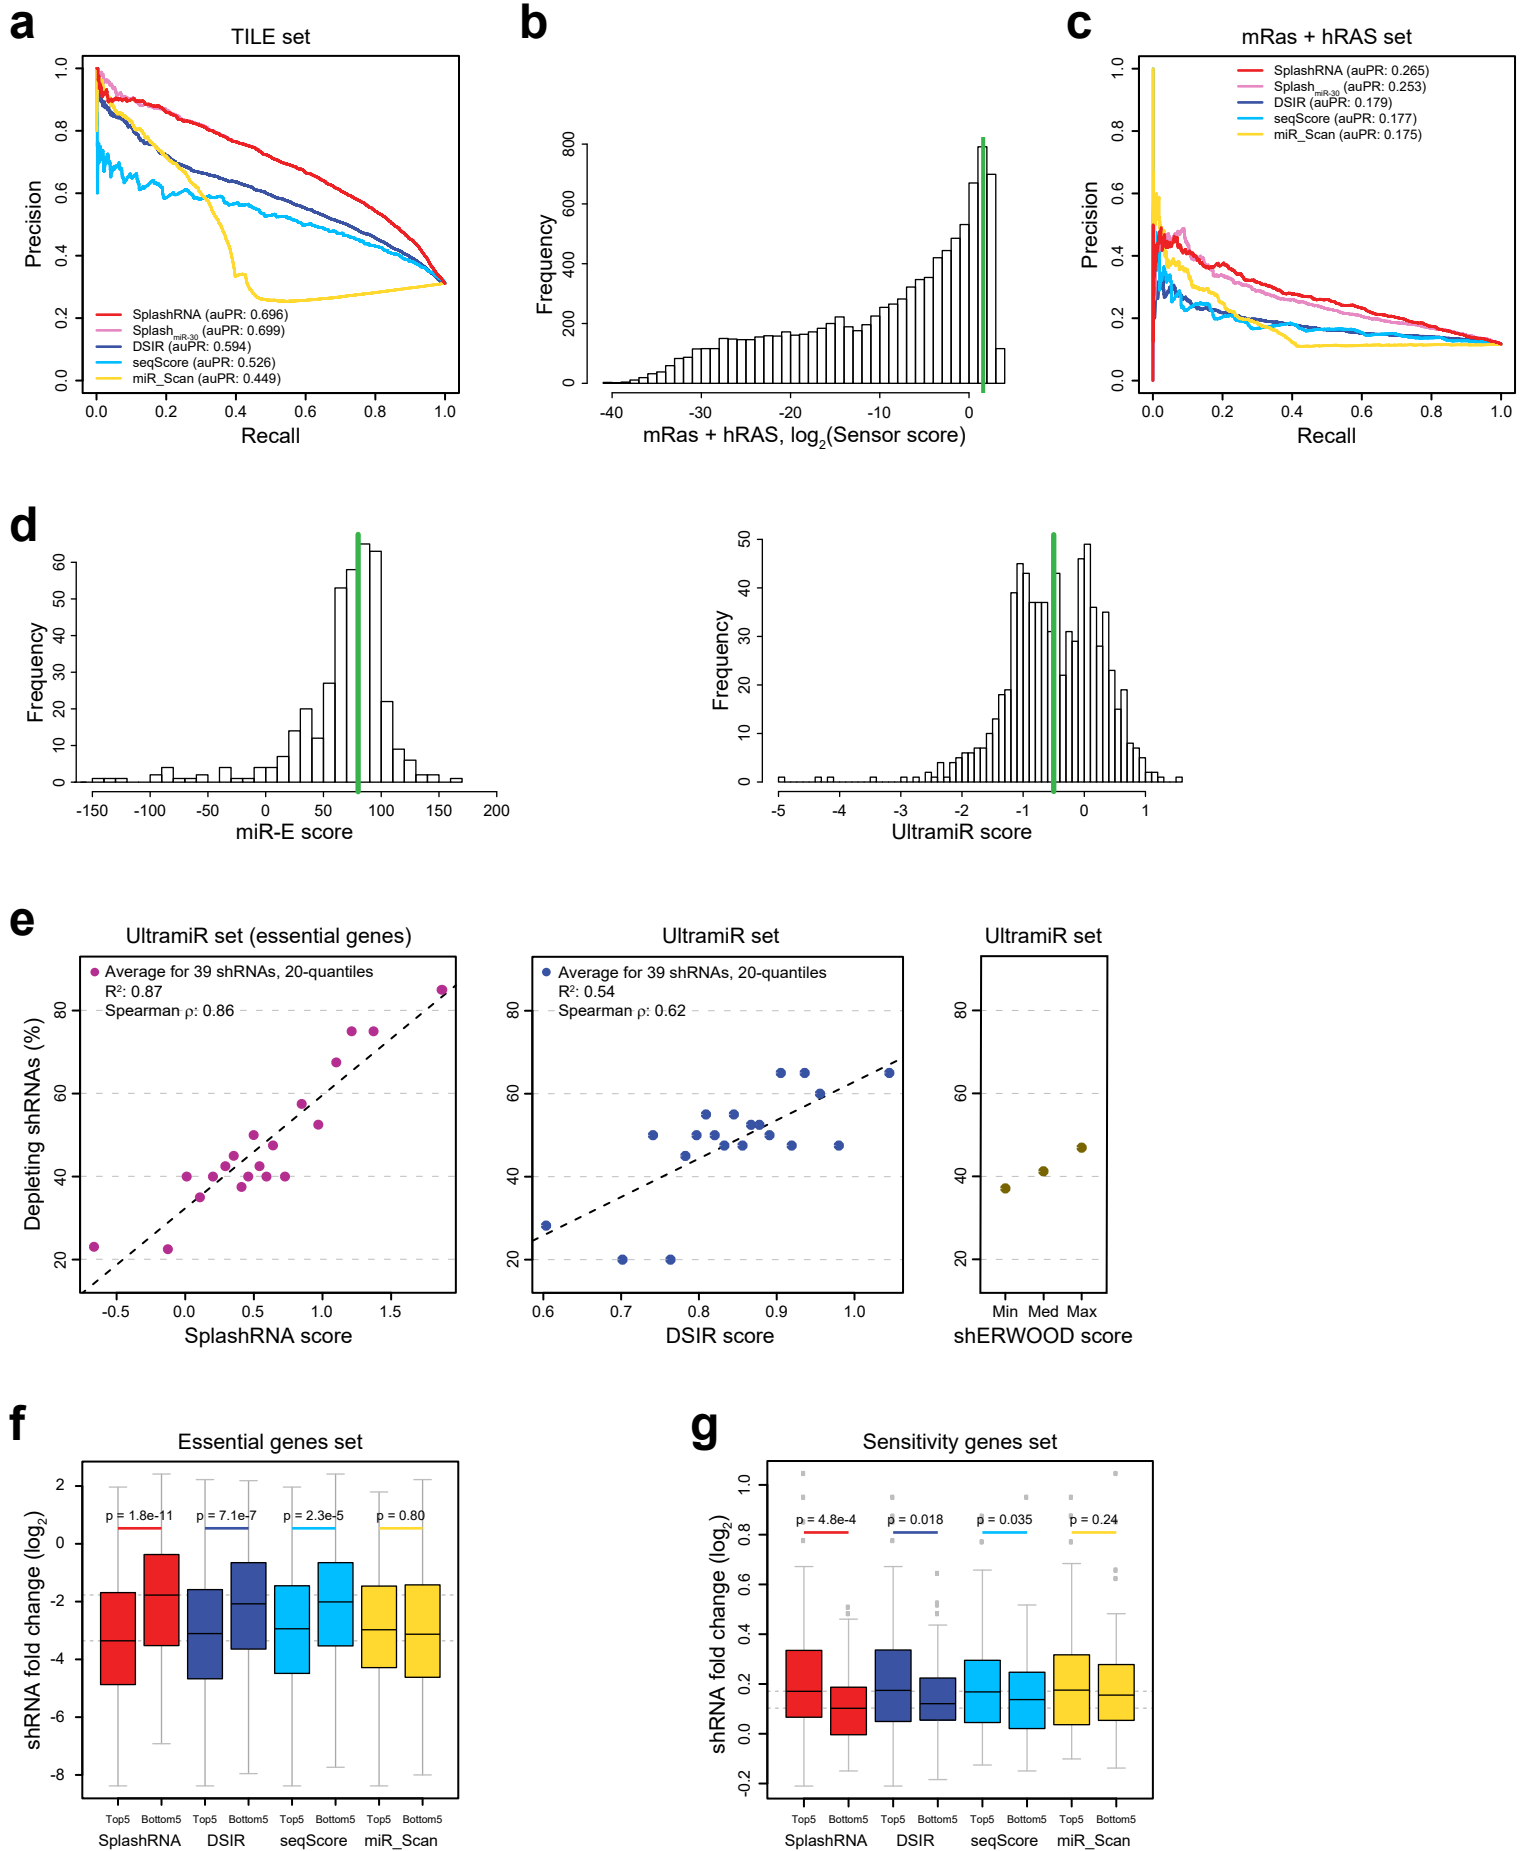 a
TILE set
Precision
0.0
0.2
0.4
0.6
0.8
1.0
SplashRNA (auPR: 0.696)
Splash miR-30 (auPR: 0.699)
DSIR (auPR: 0.594)
seqScore (auPR: 0.526)
miR_Scan (auPR: 0.449)
0.0 0.2 0.4 0.6 0.8 1.0
Recall
b
Frequency
0
200
400
600
800
-40 -30 -20 -10 0
mRas + hRAS, log2(Sensor score)
c
mRas + hRAS set
Precision
0.0
0.2
0.4
0.6
0.8
1.0
SplashRNA (auPR: 0.265)
Splash miR-30 (auPR: 0.253)
DSIR (auPR: 0.179)
seqScore (auPR: 0.177)
miR_Scan (auPR: 0.175)
0.0 0.2 0.4 0.6 0.8 1.0
Recall
d
Frequency
0
10
20
30
40
50
60
-150 -100 -50 0 50 100 150 200
miR-E score
Frequency
0
10
20
30
40
50
-5 -4 -3 -2 -1 0 1
UltramiR score
e
UltramiR set (essential genes)
Average for 39 shRNAs, 20-quantiles
R²: 0.87
Spearman ρ: 0.86
Depleting shRNAs (%)
20
40
60
80
-0.5 0.0 0.5 1.0 1.5
SplashRNA score
UltramiR set
Average for 39 shRNAs, 20-quantiles
R²: 0.54
Spearman ρ: 0.62
20
40
60
80
0.6 0.7 0.8 0.9 1.0
DSIR score
UltramiR set
20
40
60
80
Min Med Max
shERWOOD score
f
Essential genes set
shRNA fold change (log2)
2
0
-2
-4
-6
-8
p = 1.8e-11 p = 7.1e-7 p = 2.3e-5 p = 0.80
Top5 Bottom5 Top5 Bottom5 Top5 Bottom5 Top5 Bottom5
SplashRNA DSIR seqScore miR_Scan
g
Sensitivity genes set
shRNA fold change (log2)
-0.2
0.0
0.2
0.4
0.6
0.8
1.0
p = 4.8e-4 p = 0.018 p = 0.035 p = 0.24
Top5 Bottom5 Top5 Bottom5 Top5 Bottom5 Top5 Bottom5
SplashRNA DSIR seqScore miR_Scan